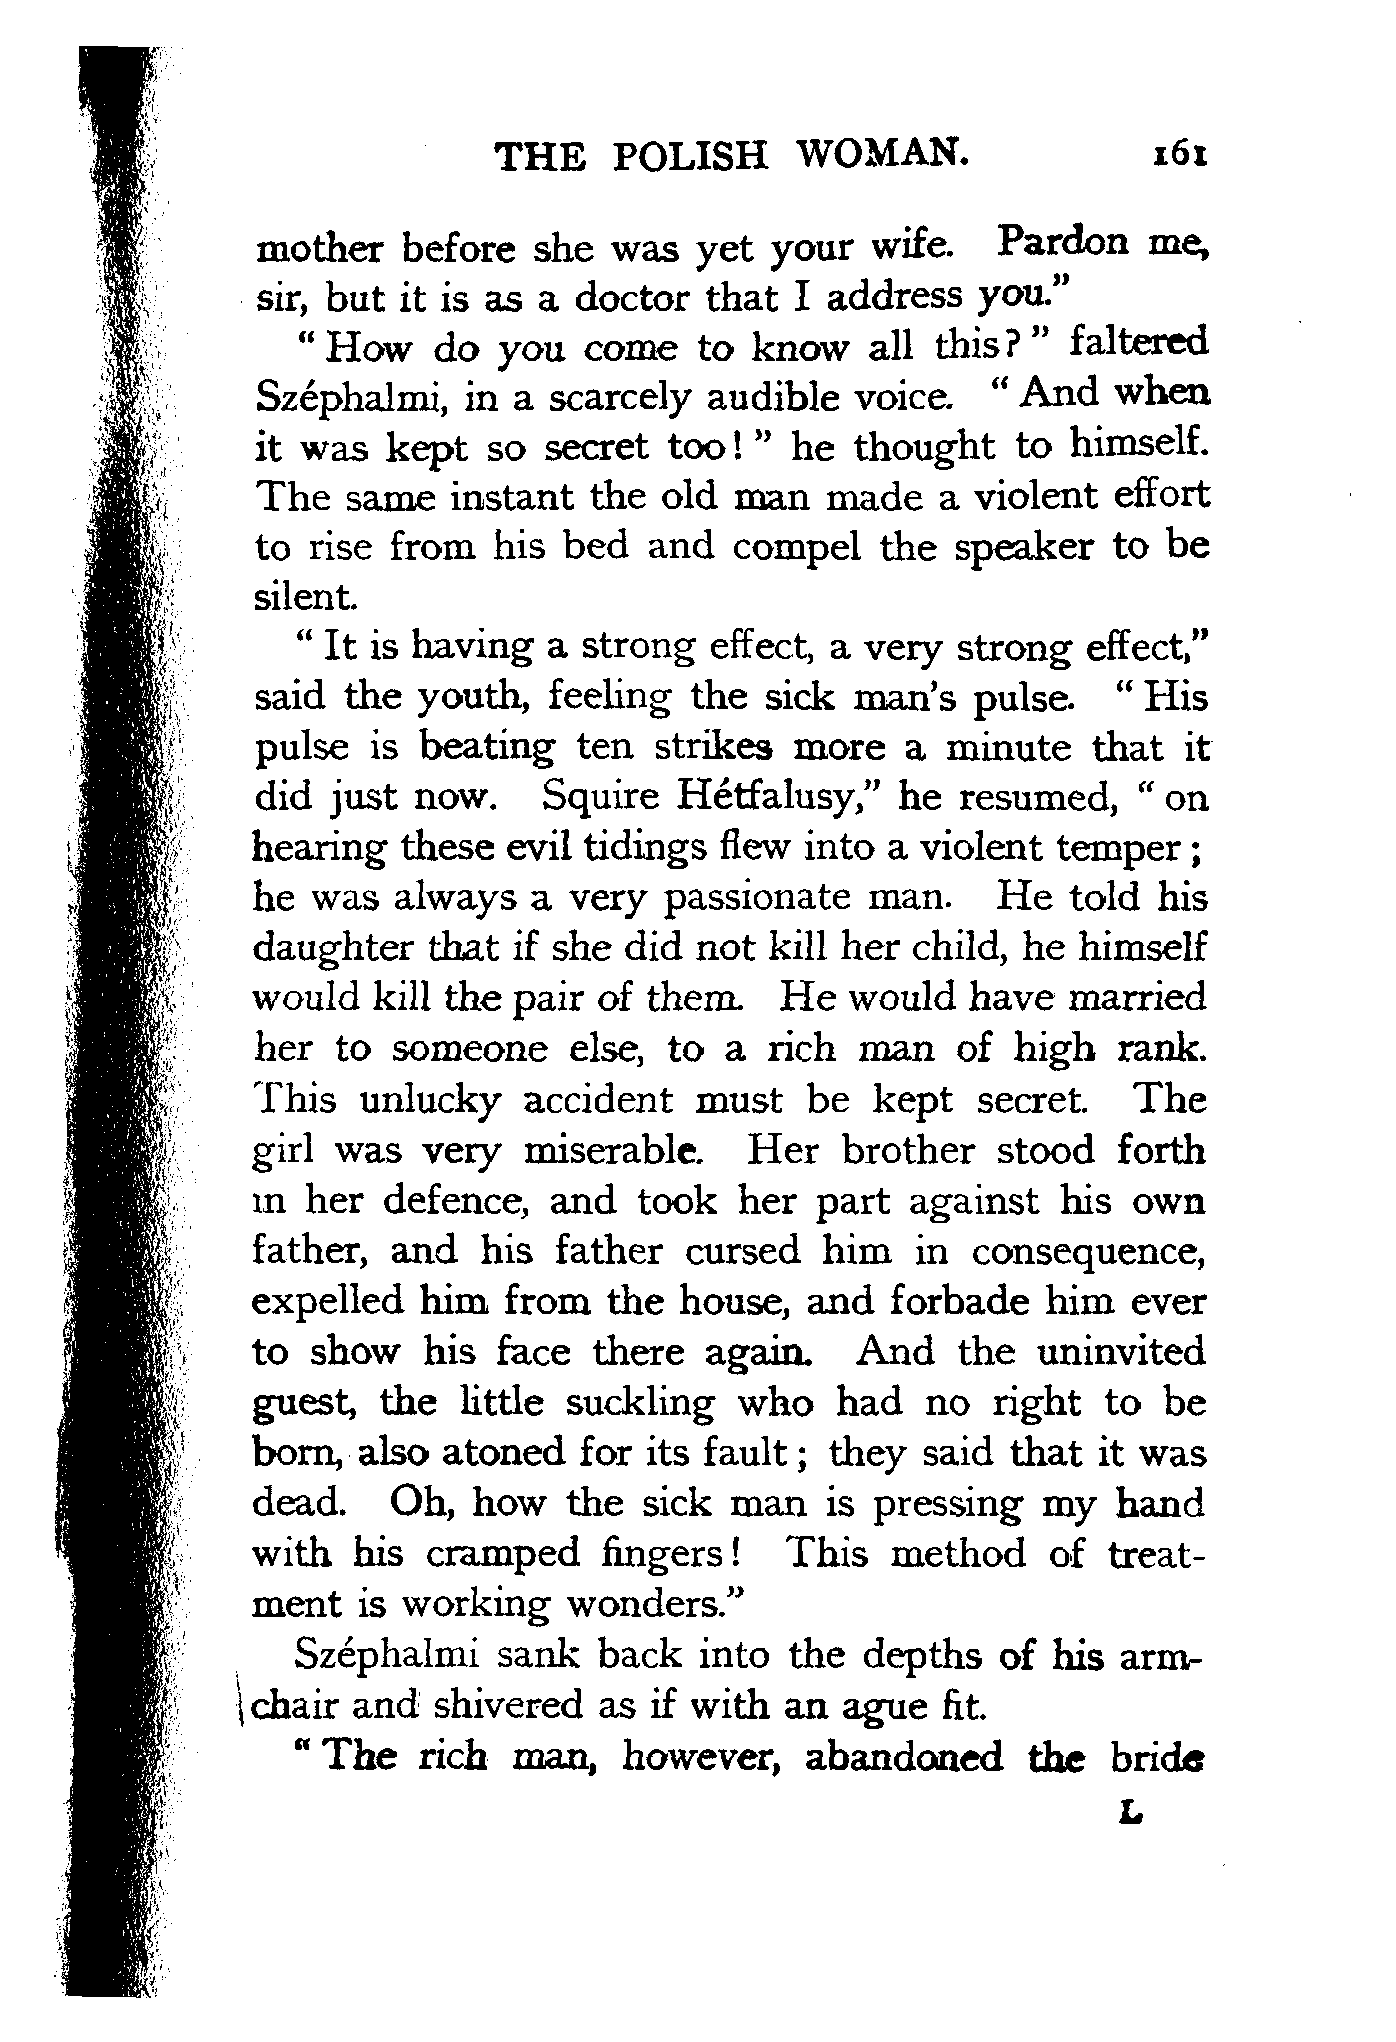 THE POLISH WOMAN. 161
mother before she was yet your wife. Pardon me,
sir, but it is as a doctor that I address you."
"How do you come to know all this?" faltered
Széphalmi, in a scarcely audible voice. "And when
it was kept so secret too!" he thought to himself.
The same instant the old man made a violent effort
to rise from his bed and compel the speaker to be
silent.
"It is having a strong effect, a very strong effect,"
said the youth, feeling the sick man's pulse. "His
pulse is beating ten strikes more a minute that it
did just now. Squire Hétfalusy," he resumed, "on
hearing these evil tidings flew into a violent temper;
he was always a very passionate man. He told his
daughter that if she did not kill her child, he himself
would kill the pair of them. He would have married
her to someone else, to a rich man of high rank.
This unlucky accident must be kept secret. The
girl was very miserable. Her brother stood forth
in her defence, and took her part against his own
father, and his father cursed him in consequence,
expelled him from the house, and forbade him ever
to show his face there again. And the uninvited
guest, the little suckling who had no right to be
born, also atoned for its fault; they said that it was
dead. Oh, how the sick man is pressing my hand
with his cramped fingers! This method of treat-
ment is working wonders."
Széphalmi sank back into the depths of his arm-
chair and shivered as if with an ague fit.
"The rich man, however, abandoned the bride
L